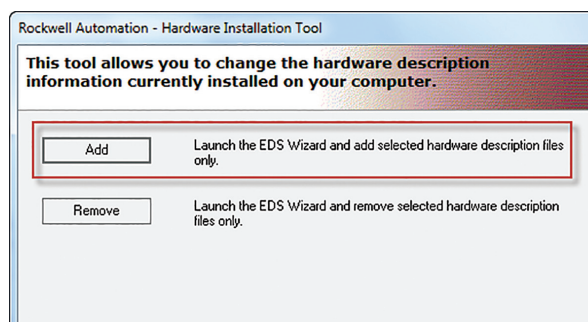 Rockwell Automation - Hardware Installation Tool
This tool allows you to change the hardware description
information currently installed on your computer.
Add
Launch the EDS Wizard and add selected hardware description files
only.
Remove
Launch the EDS Wizard and remove selected hardware description
files only.